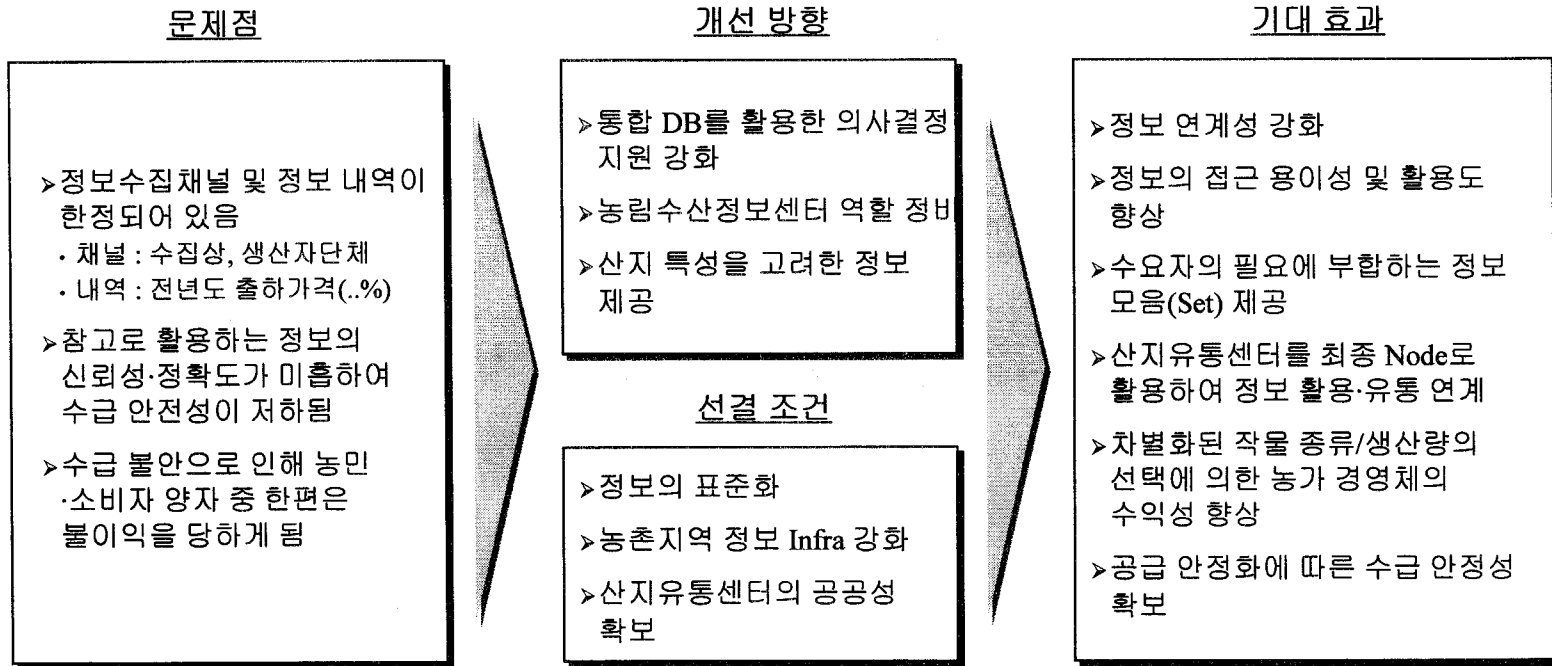 문제점
➢정보수집채널 및 정보 내역이
한정되어 있음
· 채널 : 수집상, 생산자단체
· 내역 : 전년도 출하가격(..%)
➢참고로 활용하는 정보의
신뢰성·정확도가 미흡하여
수급 안전성이 저하됨
➢수급 불안으로 인해 농민
·소비자 양자 중 한편은
불이익을 당하게 됨
개선 방향
➢통합 DB를 활용한 의사결정
지원 강화
➢농림수산정보센터 역할 정비
➢산지 특성을 고려한 정보
제공
선결 조건
➢정보의 표준화
➢농촌지역 정보 Infra 강화
➢산지유통센터의 공공성
확보
기대 효과
➢정보 연계성 강화
➢정보의 접근 용이성 및 활용도
향상
➢수요자의 필요에 부합하는 정보
모음(Set) 제공
➢산지유통센터를 최종 Node로
활용하여 정보 활용·유통 연계
➢차별화된 작물 종류/생산량의
선택에 의한 농가 경영체의
수익성 향상
➢공급 안정화에 따른 수급 안정성
확보